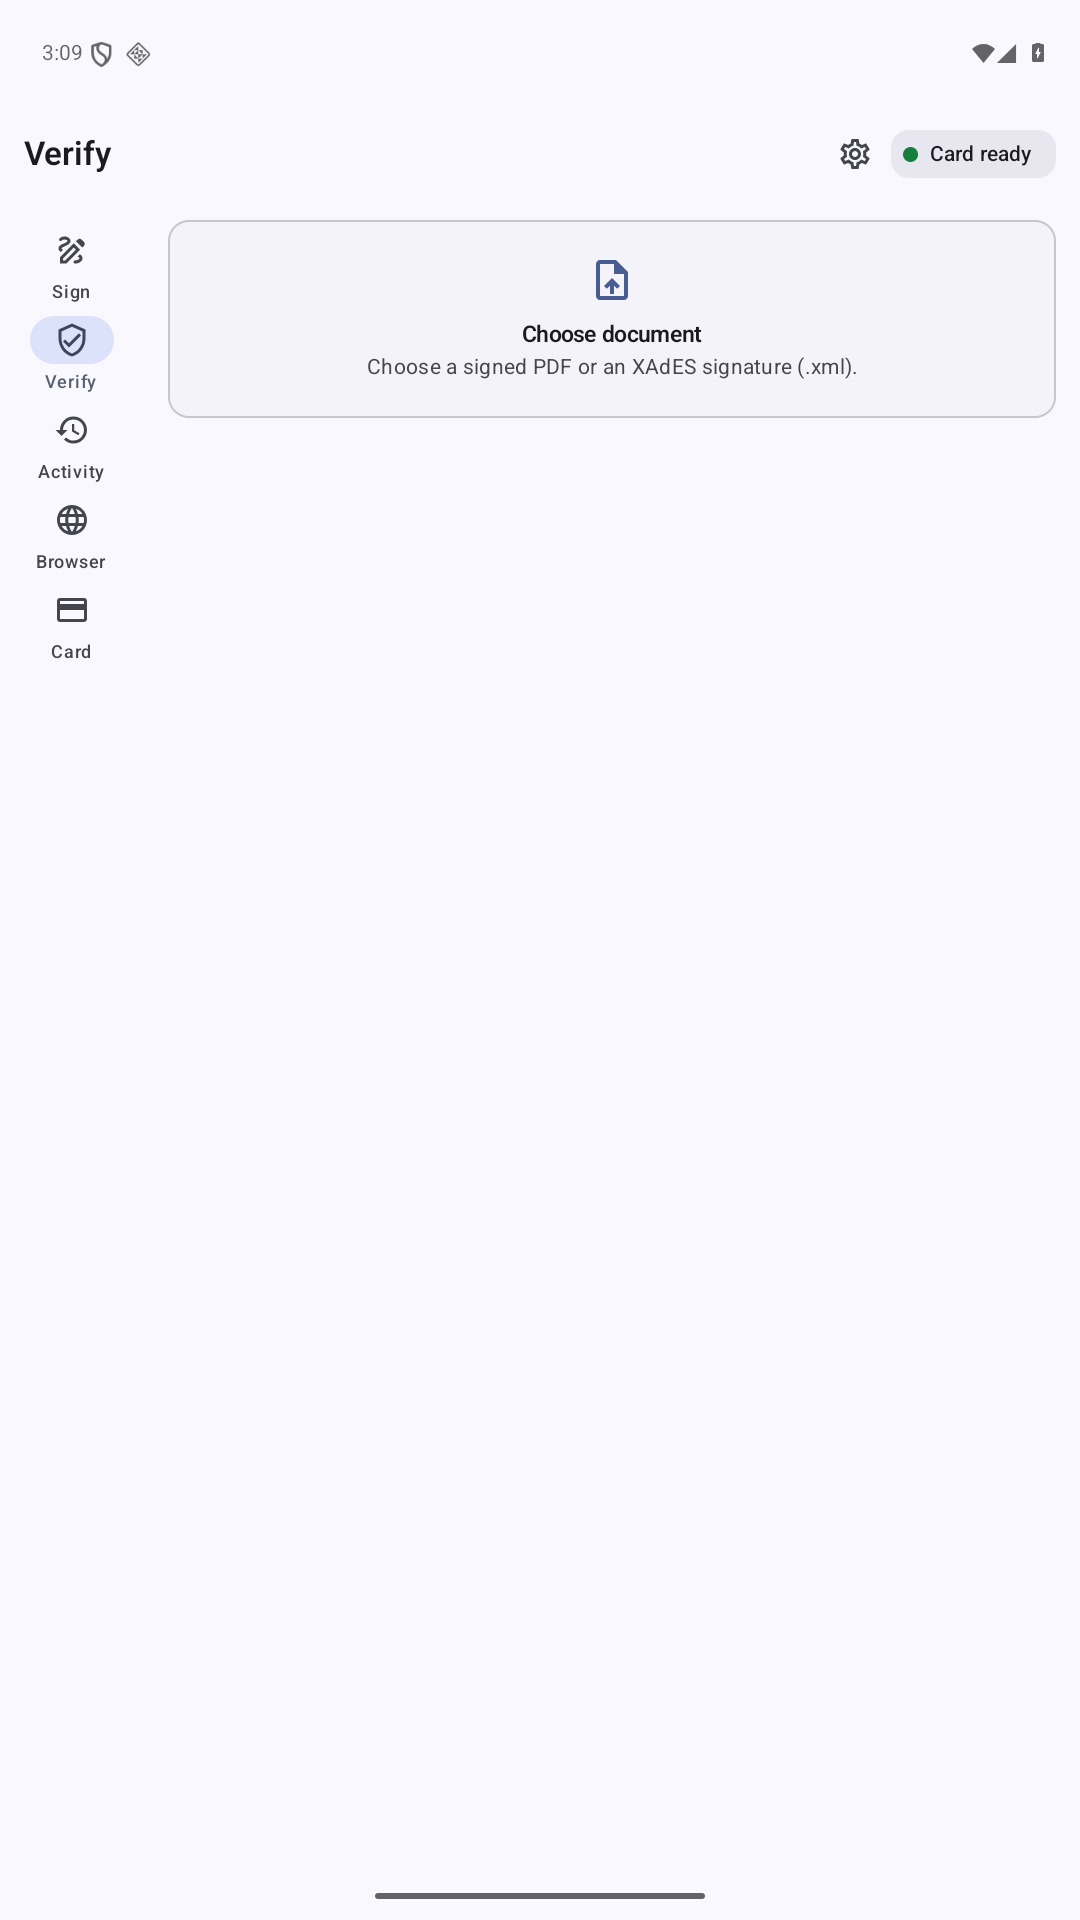 3:09
Verify
Card ready
Sign
Verify
Activity
Browser
Card
Choose document
Choose a signed PDF or an XAdES signature (.xml).